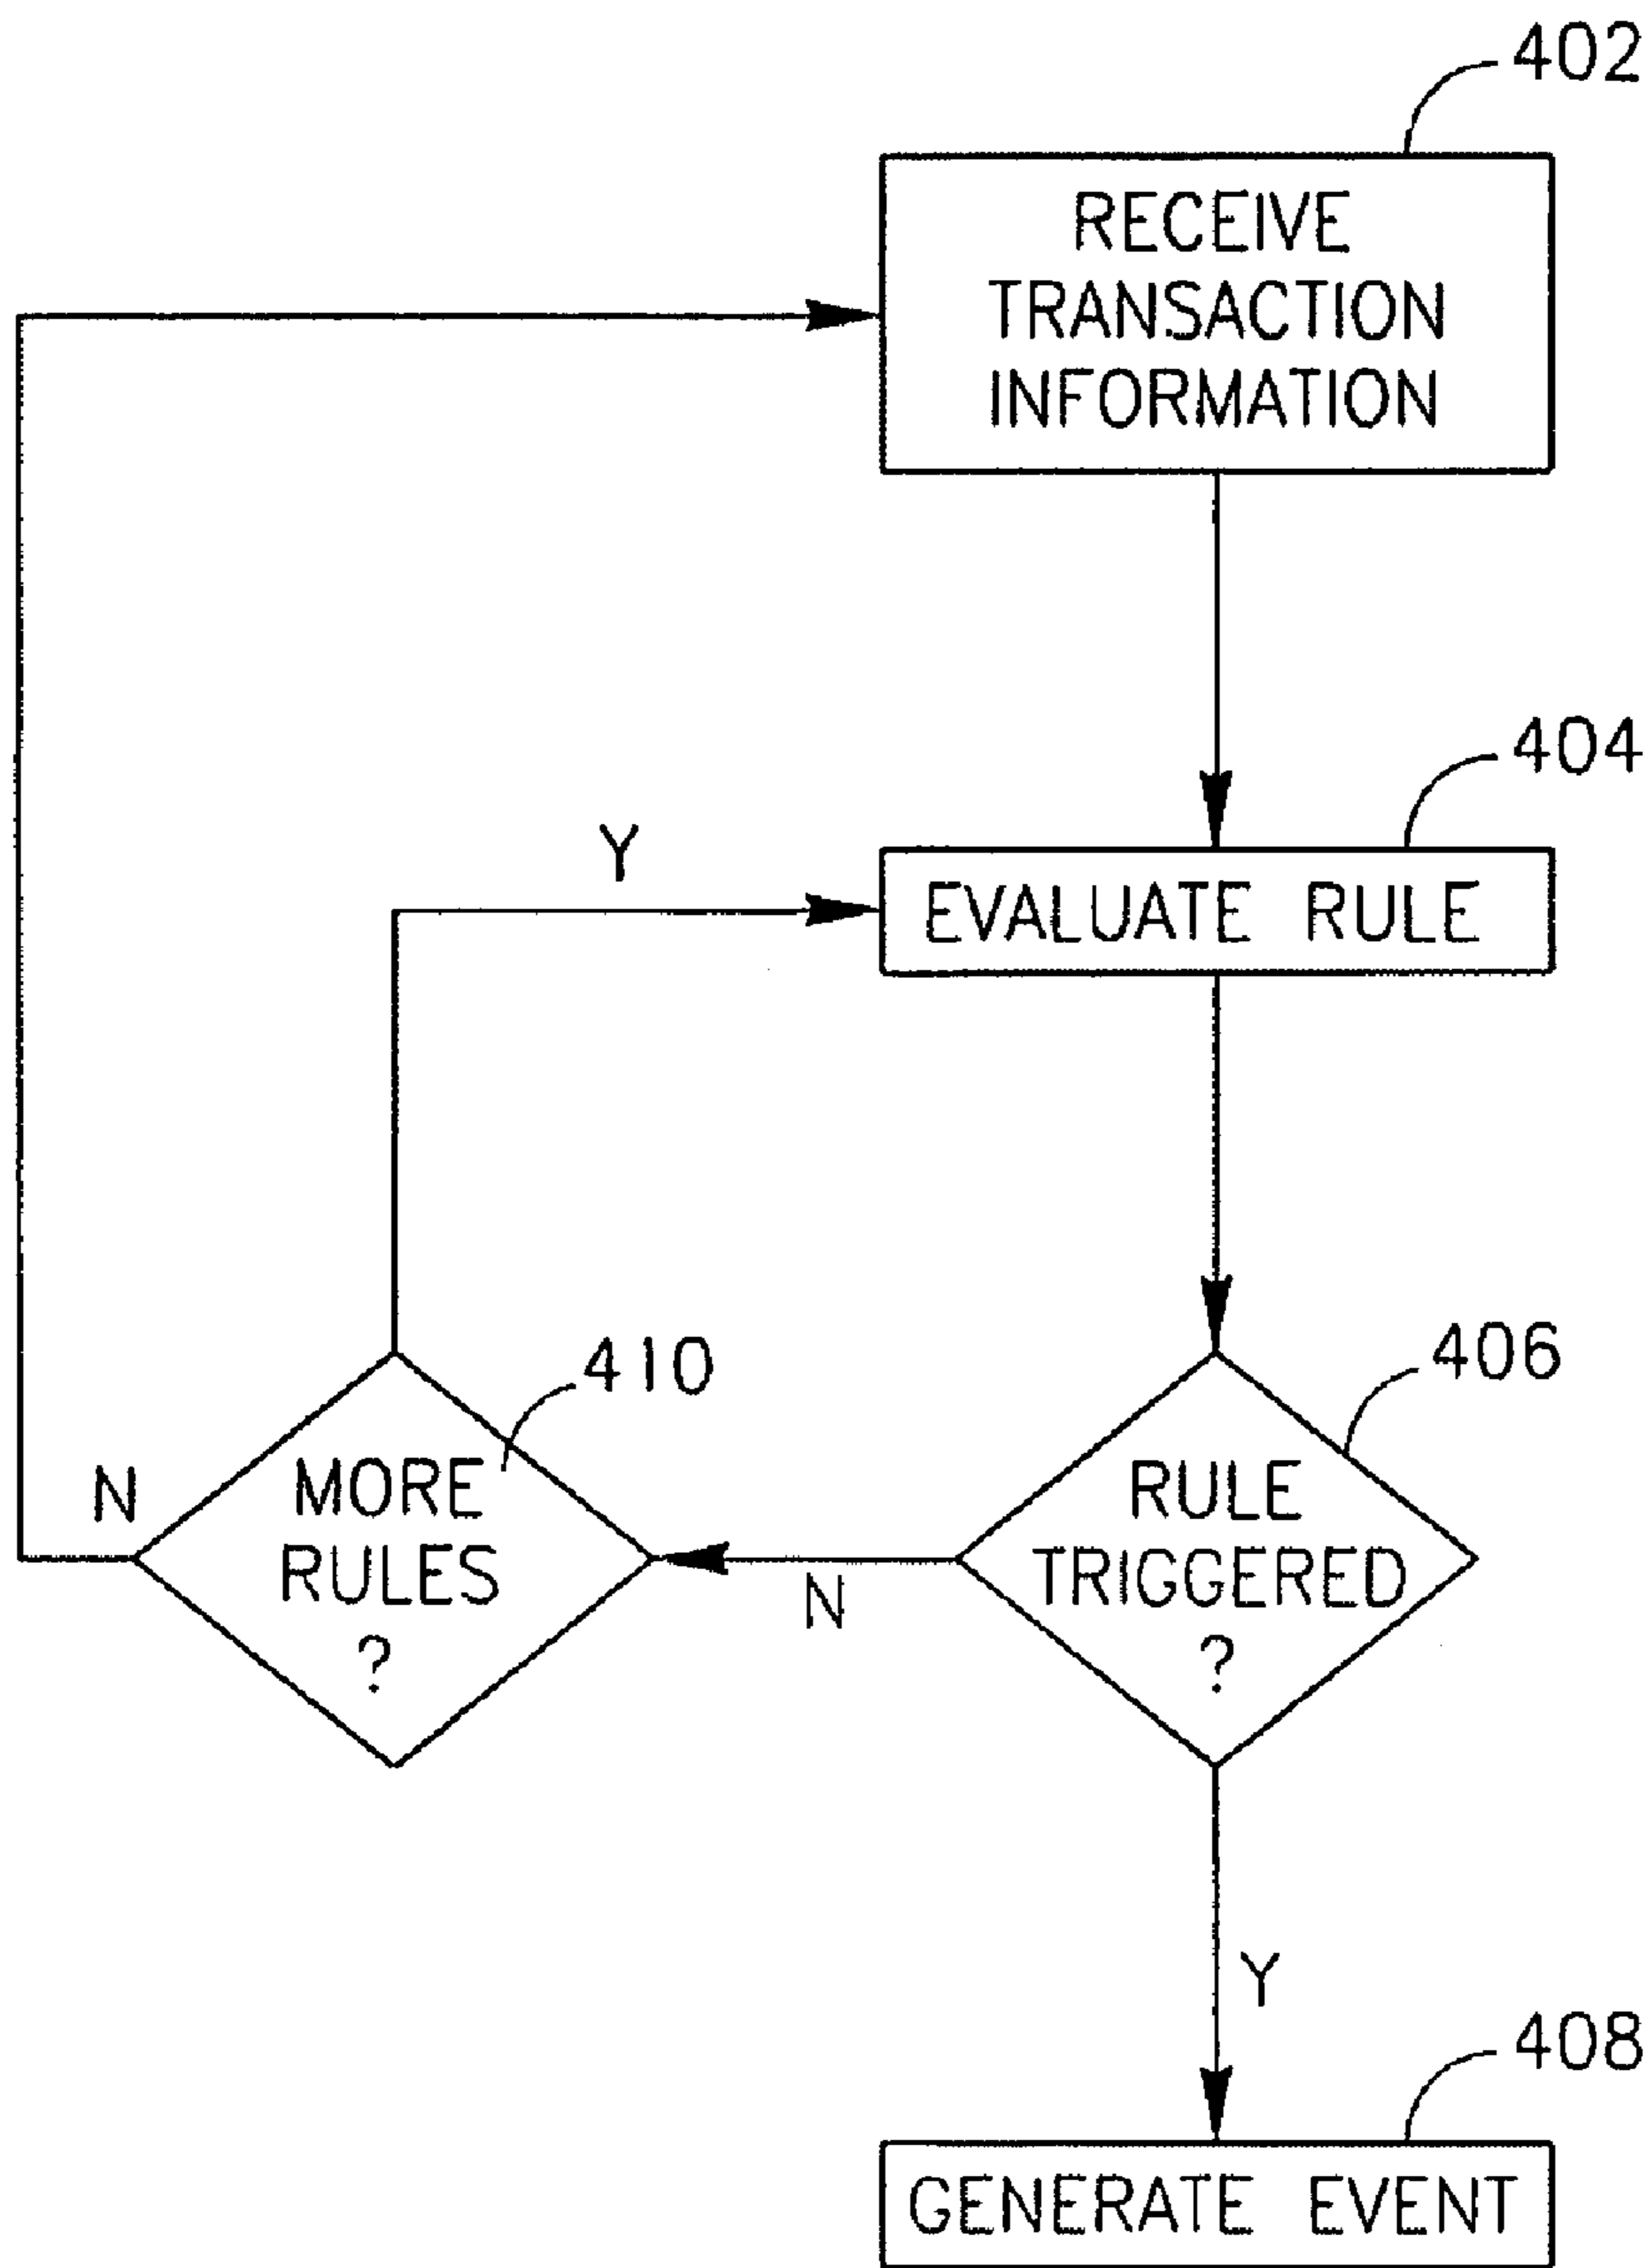 402
RECEIVE
TRANSACTION
INFORMATION
404
Y
EVALUATE RULE
410
406
N
MORE
RULES
?
N
RULE
TRIGGERED
?
Y
408
GENERATE EVENT